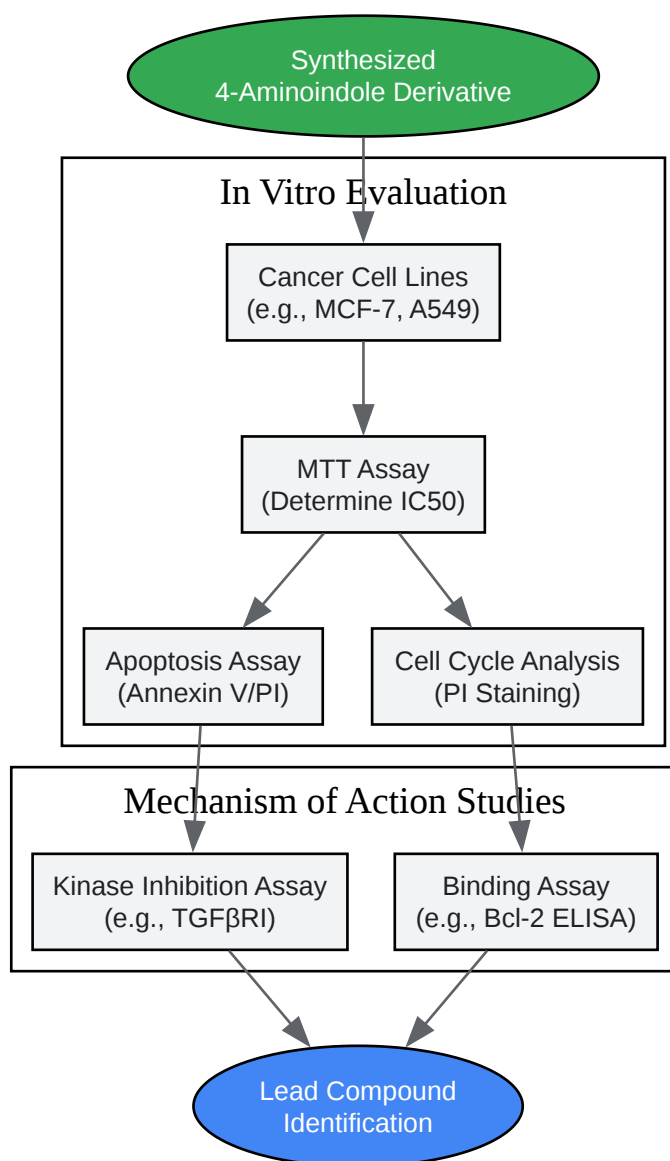 Synthesized
4-Aminoindole Derivative
In Vitro Evaluation
Cancer Cell Lines
(e.g., MCF-7, A549)
MTT Assay
(Determine IC50)
Apoptosis Assay
(Annexin V/PI)
Cell Cycle Analysis
(PI Staining)
Mechanism of Action Studies
Kinase Inhibition Assay
(e.g., TGFβRI)
Binding Assay
(e.g., Bcl-2 ELISA)
Lead Compound
Identification